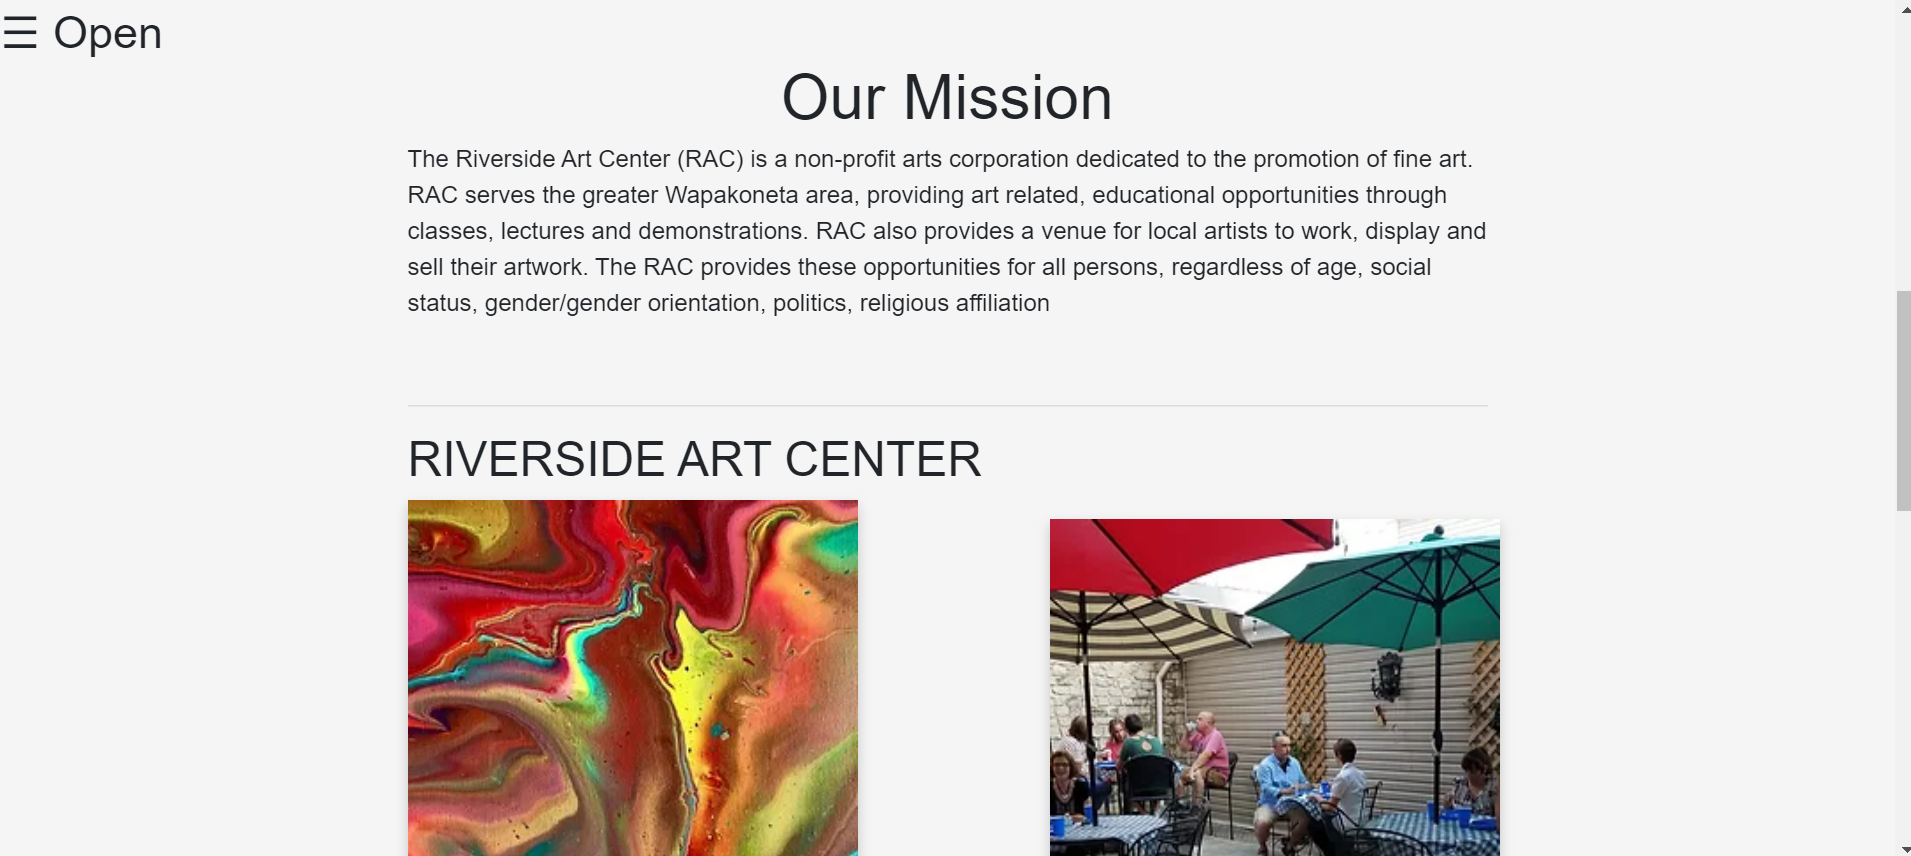 ☰ Open
Our Mission
The Riverside Art Center (RAC) is a non-profit arts corporation dedicated to the promotion of fine art.
RAC serves the greater Wapakoneta area, providing art related, educational opportunities through
classes, lectures and demonstrations. RAC also provides a venue for local artists to work, display and
sell their artwork. The RAC provides these opportunities for all persons, regardless of age, social
status, gender/gender orientation, politics, religious affiliation
RIVERSIDE ART CENTER